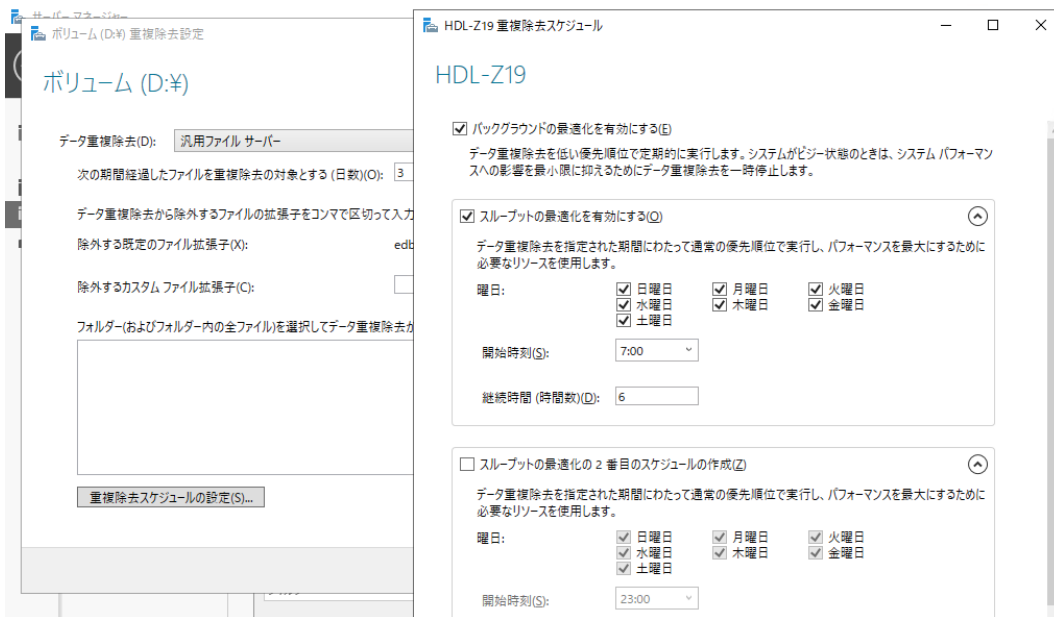 サーバー マネージャー
ボリューム (D:¥) 重複除去設定
ボリューム (D:¥)
データ重複除去(D):
汎用ファイル サーバー
次の期間経過したファイルを重複除去の対象とする (日数)(O):
3
データ重複除去から除外するファイルの拡張子をコンマで区切って入力
除外する既定のファイル拡張子(X):
edb
除外するカスタム ファイル拡張子(C):
フォルダー(およびフォルダー内の全ファイル)を選択してデータ重複除去か
重複除去スケジュールの設定(S)...
HDL-Z19 重複除去スケジュール
HDL-Z19
バックグラウンドの最適化を有効にする(E)
データ重複除去を低い優先順位で定期的に実行します。システムがビジー状態のときは、システム パフォーマン
スへの影響を最小限に抑えるためにデータ重複除去を一時停止します。
スループットの最適化を有効にする(O)
データ重複除去を指定された期間にわたって通常の優先順位で実行し、パフォーマンスを最大にするために
必要なリソースを使用します。
曜日:
日曜日 月曜日 火曜日
水曜日 木曜日 金曜日
土曜日
開始時刻(S):
7:00
継続時間 (時間数)(D):
6
スループットの最適化の 2 番目のスケジュールの作成(Z)
データ重複除去を指定された期間にわたって通常の優先順位で実行し、パフォーマンスを最大にするために
必要なリソースを使用します。
曜日:
日曜日 月曜日 火曜日
水曜日 木曜日 金曜日
土曜日
開始時刻(S):
23:00